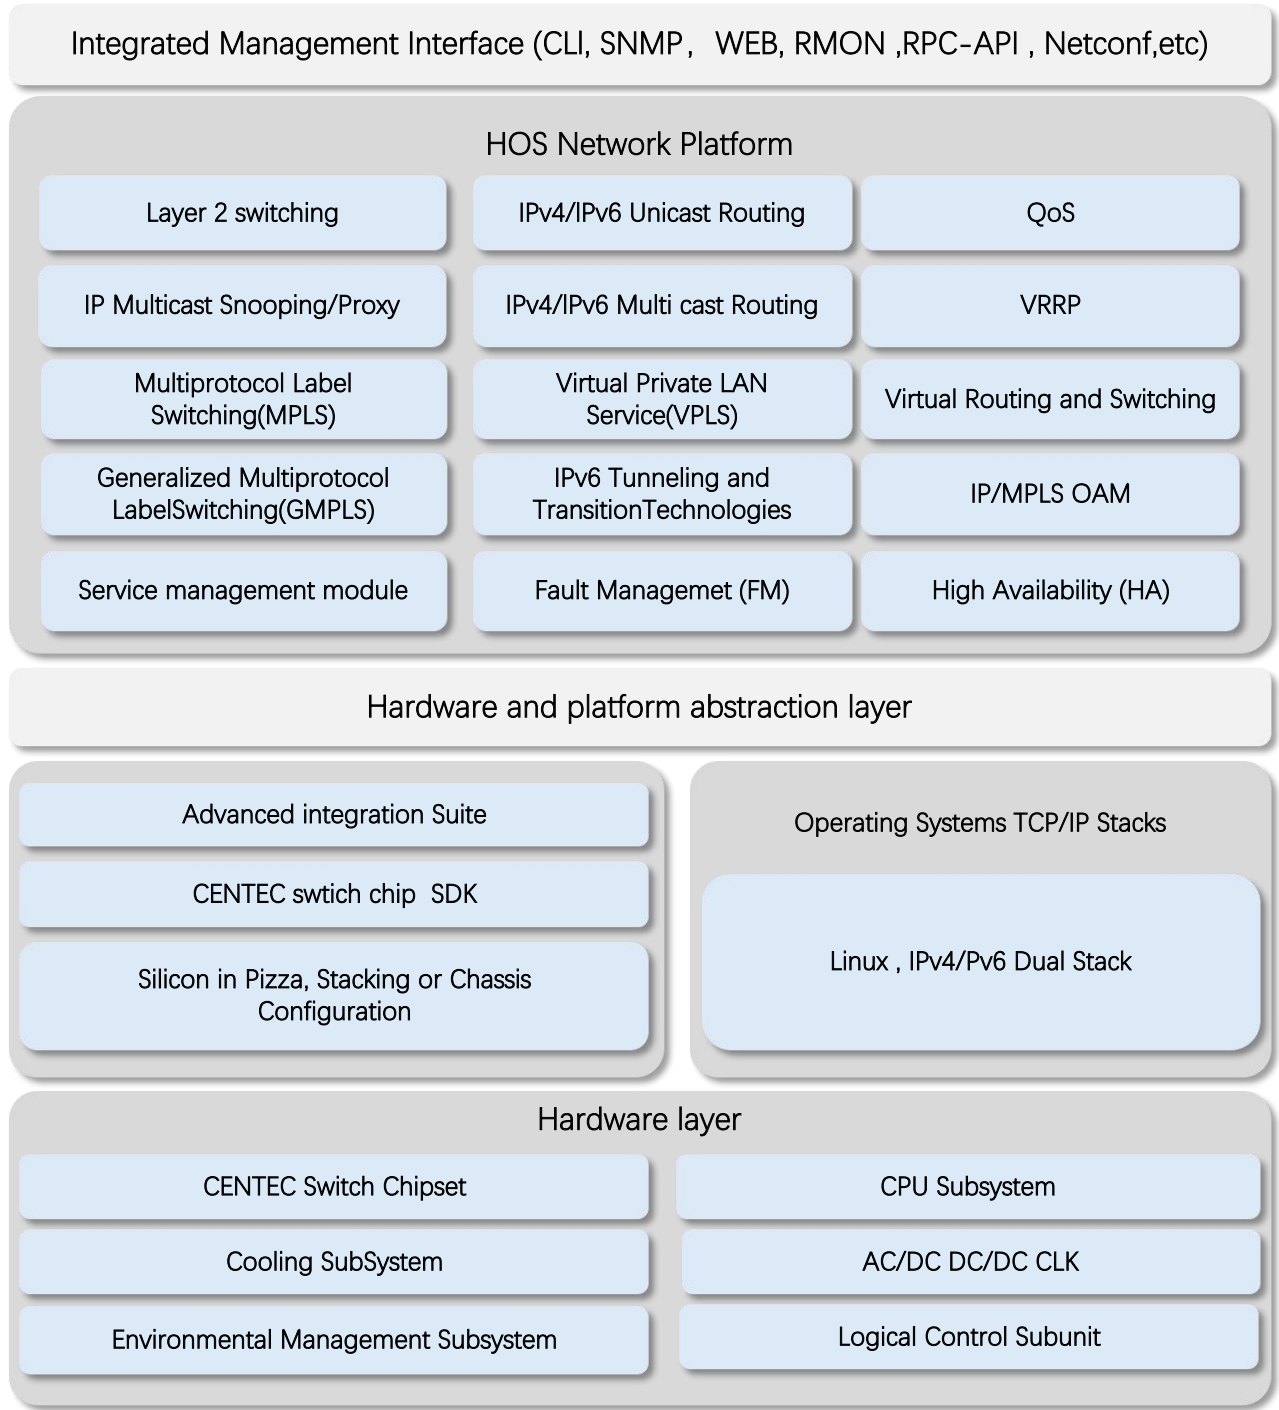 Integrated Management Interface (CLI, SNMP,  WEB, RMON ,RPC-API , Netconf,etc)
HOS Network Platform
Layer 2 switching
IPv4/IPv6 Unicast Routing
QoS
IP Multicast Snooping/Proxy
IPv4/IPv6 Multi cast Routing
VRRP
Multiprotocol Label
Switching(MPLS)
Virtual Private LAN
Service(VPLS)
Virtual Routing and Switching
Generalized Multiprotocol
LabelSwitching(GMPLS)
IPv6 Tunneling and
TransitionTechnologies
IP/MPLS OAM
Service management module
Fault Managemet (FM)
High Availability (HA)
Hardware and platform abstraction layer
Advanced integration Suite
CENTEC swtich chip  SDK
Silicon in Pizza, Stacking or Chassis
Configuration
Operating Systems TCP/IP Stacks
Linux , IPv4/Pv6 Dual Stack
Hardware layer
CENTEC Switch Chipset
CPU Subsystem
Cooling SubSystem
AC/DC DC/DC CLK
Environmental Management Subsystem
Logical Control Subunit